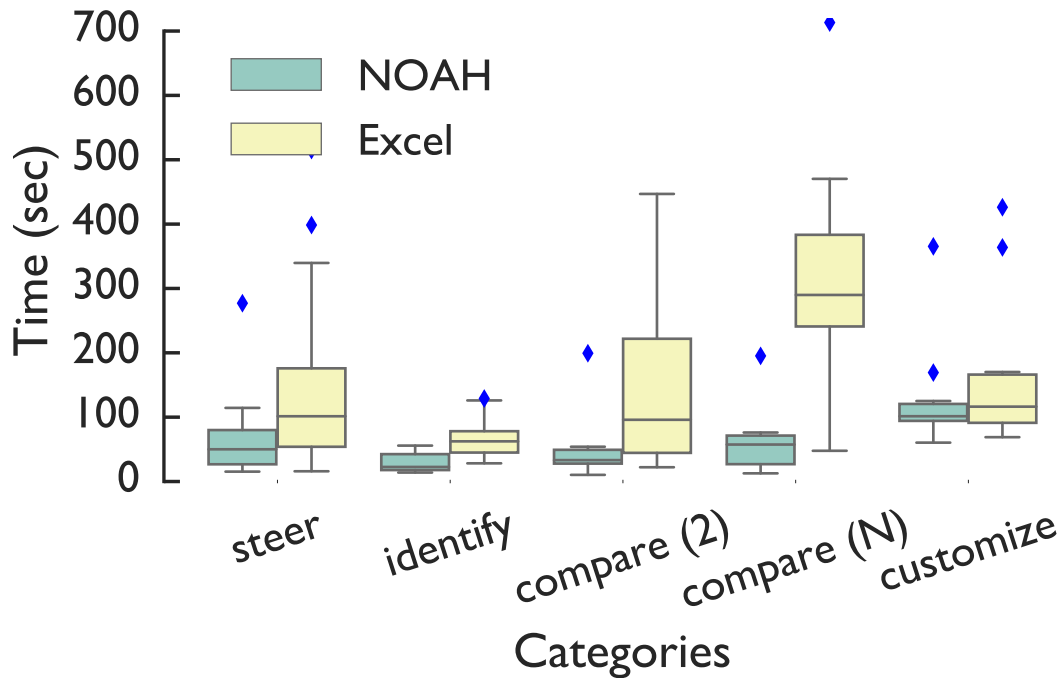 700
600
500
400
300
200
100
0
Time (sec)
NOAH
Excel
steer
identify
compare (2)
compare (N)
customize
Categories